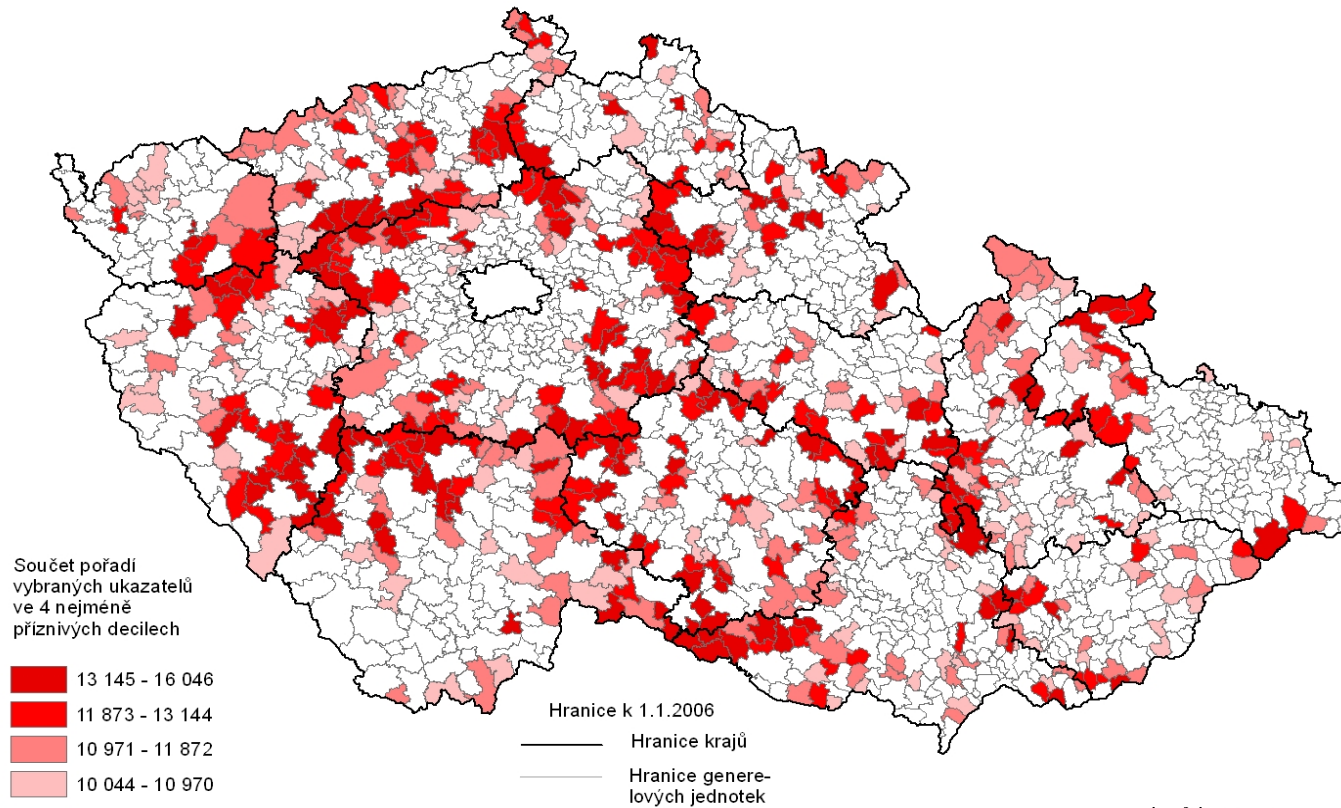 Součet pořadí
vybraných ukazatelů
ve 4 nejméně
příznivých decilech
13 145 - 16 046
11 873 - 13 144
10 971 - 11 872
10 044 - 10 970
Hranice k 1.1.2006
Hranice krajů
Hranice genere-
lových jednotek